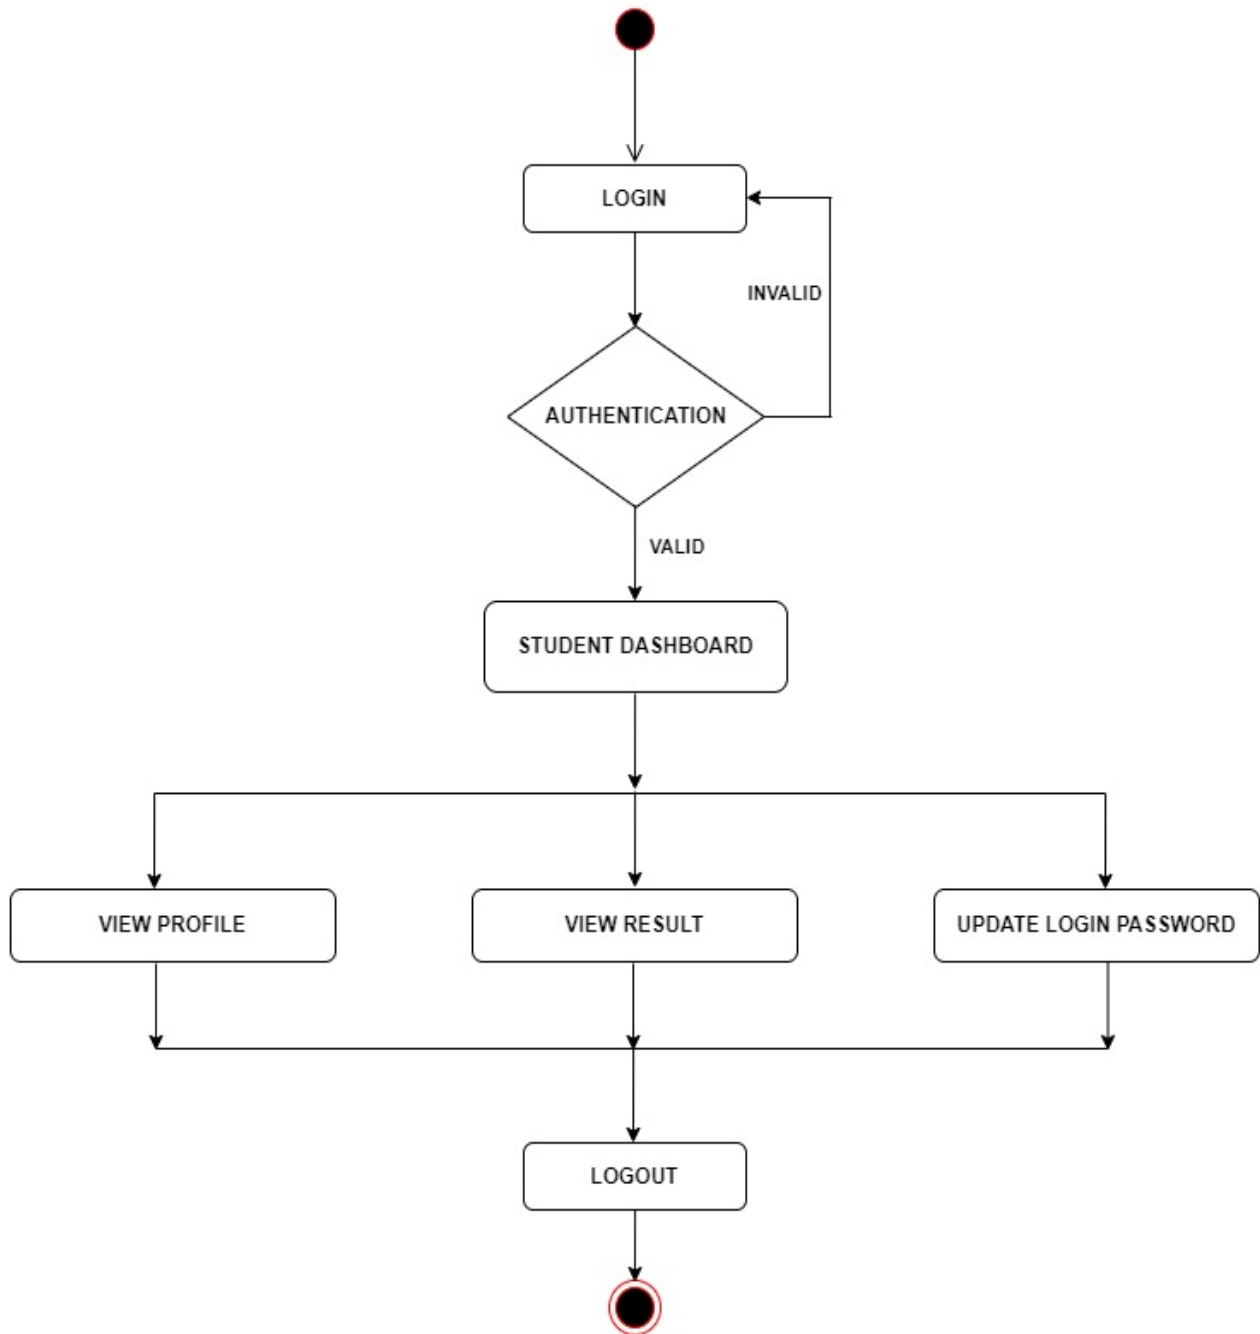 LOGIN
INVALID
AUTHENTICATION
VALID
STUDENT DASHBOARD
VIEW PROFILE
VIEW RESULT
UPDATE LOGIN PASSWORD
LOGOUT